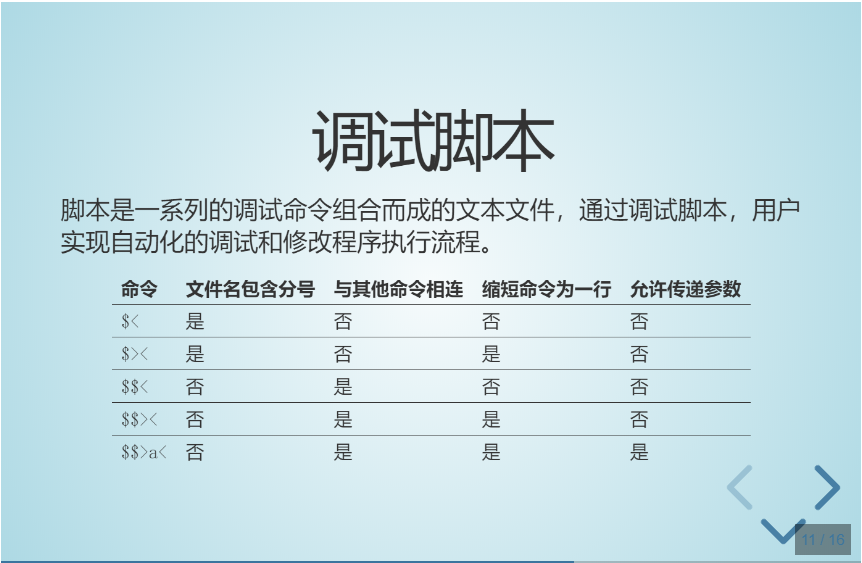 调试脚本
脚本是一系列的调试命令组合而成的文本文件，通过调试脚本，用户
实现自动化的调试和修改程序执行流程。
命令 文件名包含分号 与其他命令相连 缩短命令为一行 允许传递参数
$< 是 否 否 否
$>< 是 否 是 否
$$< 否 是 否 否
$$>< 否 是 是 否
$$>a< 否 是 是 是
11 / 16